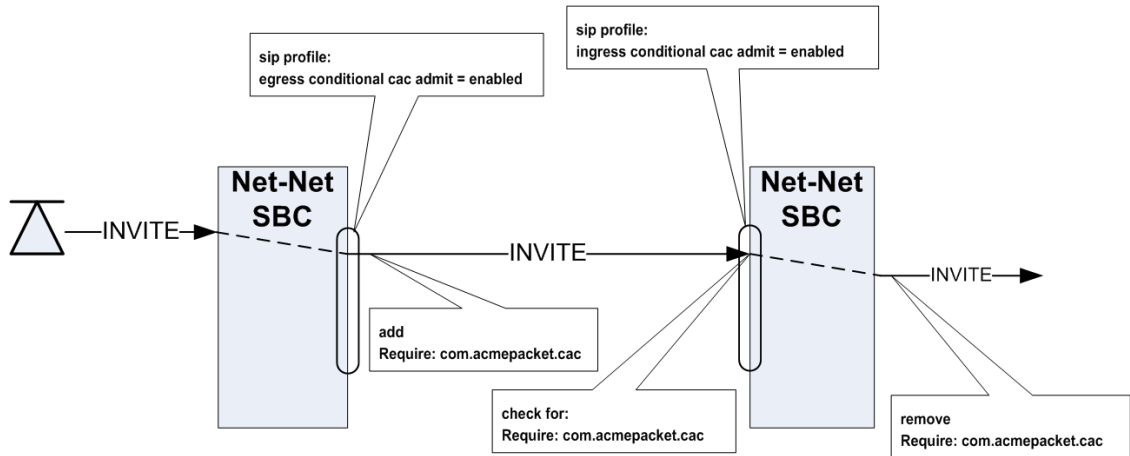 sip profile:
egress conditional cac admit = enabled
sip profile:
ingress conditional cac admit = enabled
Net-Net
SBC
Net-Net
SBC
INVITE
INVITE
INVITE
add
Require: com.acmepacket.cac
check for:
Require: com.acmepacket.cac
remove
Require: com.acmepacket.cac